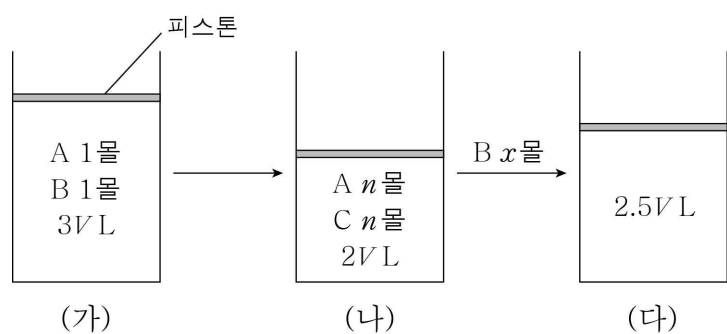 피스톤
A 1몰
B 1몰
3V L
A n몰
C n몰
2V L
B x몰
2.5V L
(가)
(나)
(다)